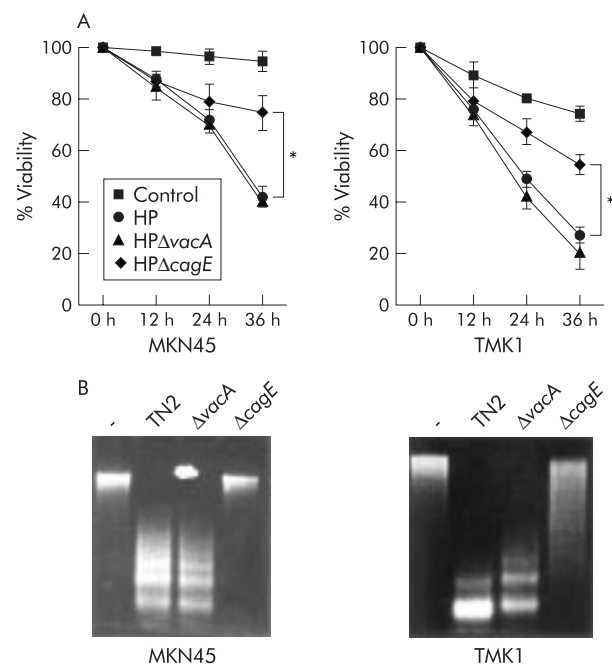 A
% Viability
100
80
60
40
20
0
Control
HP
HPΔvacA
HPΔcagE
*
0 h 12 h 24 h 36 h
MKN45
% Viability
100
80
60
40
20
0
*
0 h 12 h 24 h 36 h
TMK1
B
- TN2 ΔvacA ΔcagE
MKN45
- TN2 ΔvacA ΔcagE
TMK1